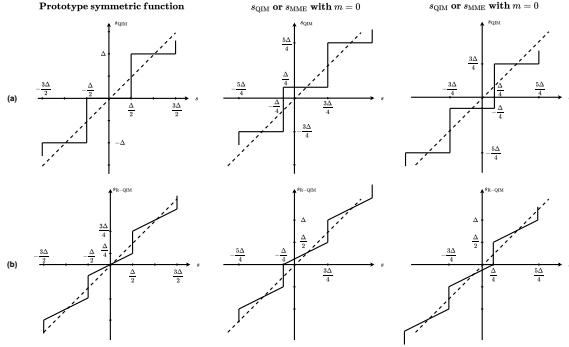 Prototype symmetric function
s_QIM or s_MME with m = 0
s_QIM or s_MME with m = 0
(a)
s_QIM
Δ
-3Δ/2
-Δ/2
Δ/2
3Δ/2
s
-Δ
s_QIM
5Δ/4
Δ/4
-5Δ/4
-Δ/4
3Δ/4
s
-3Δ/4
s_QIM
3Δ/4
-3Δ/4
Δ/4
5Δ/4
s
-Δ/4
-5Δ/4
(b)
s_R-QIM
3Δ/4
Δ/4
-3Δ/2
-Δ/2
Δ/2
3Δ/2
s
s_R-QIM
Δ
Δ/2
-5Δ/4
-Δ/4
3Δ/4
s
s_R-QIM
Δ
Δ/2
-3Δ/4
Δ/4
5Δ/4
s